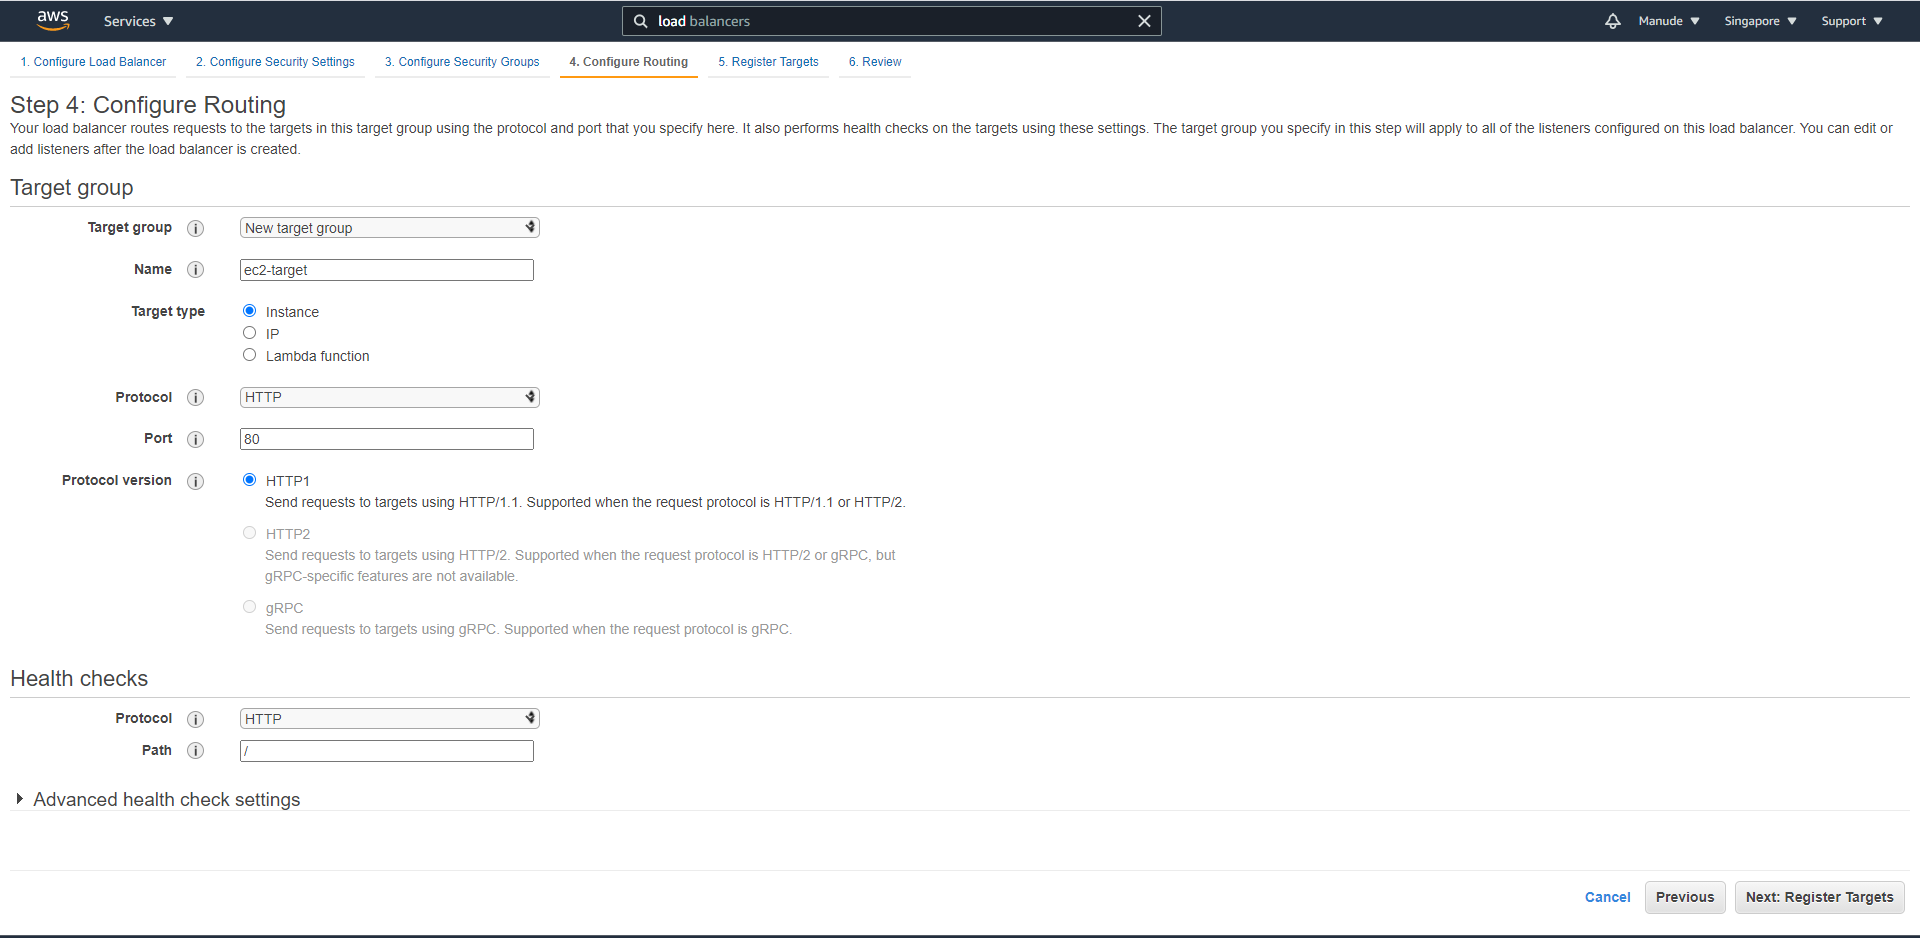 aws
Services
load balancers
Manude
Singapore
Support
1. Configure Load Balancer
2. Configure Security Settings
3. Configure Security Groups
4. Configure Routing
5. Register Targets
6. Review
Step 4: Configure Routing
Your load balancer routes requests to the targets in this target group using the protocol and port that you specify here. It also performs health checks on the targets using these settings. The target group you specify in this step will apply to all of the listeners configured on this load balancer. You can edit or
add listeners after the load balancer is created.
Target group
Target group i New target group
Name i ec2-target
Target type Instance
IP
Lambda function
Protocol i HTTP
Port i 80
Protocol version i HTTP1
Send requests to targets using HTTP/1.1. Supported when the request protocol is HTTP/1.1 or HTTP/2.
HTTP2
Send requests to targets using HTTP/2. Supported when the request protocol is HTTP/2 or gRPC, but
gRPC-specific features are not available.
gRPC
Send requests to targets using gRPC. Supported when the request protocol is gRPC.
Health checks
Protocol i HTTP
Path i /
Advanced health check settings
Cancel
Previous
Next: Register Targets